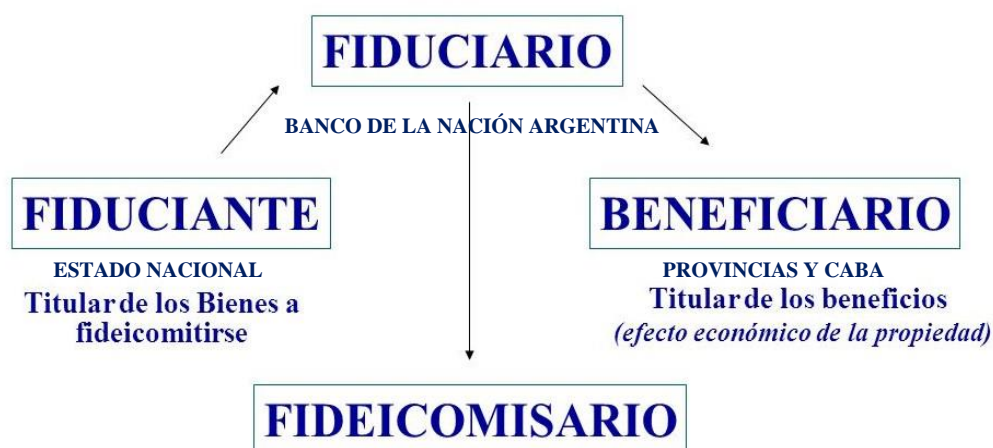 FIDUCIARIO
BANCO DE LA NACIÓN ARGENTINA
FIDUCIANTE
ESTADO NACIONAL
Titular de los Bienes a
fideicomitirse
BENEFICIARIO
PROVINCIAS Y CABA
Titular de los beneficios
(efecto económico de la propiedad)
FIDEICOMISARIO